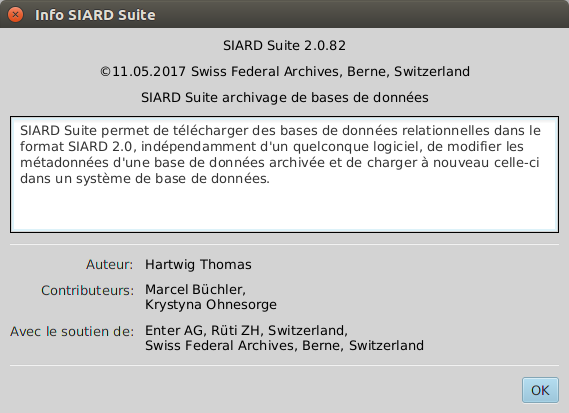 Info SIARD Suite
SIARD Suite 2.0.82
©11.05.2017 Swiss Federal Archives, Berne, Switzerland
SIARD Suite archivage de bases de données
SIARD Suite permet de télécharger des bases de données relationnelles dans le
format SIARD 2.0, indépendamment d'un quelconque logiciel, de modifier les
métadonnées d'une base de données archivée et de charger à nouveau celle-ci
dans un système de base de données.
Auteur: Hartwig Thomas
Contributeurs: Marcel Büchler,
Krystyna Ohnesorge
Avec le soutien de: Enter AG, Rüti ZH, Switzerland,
Swiss Federal Archives, Berne, Switzerland
OK